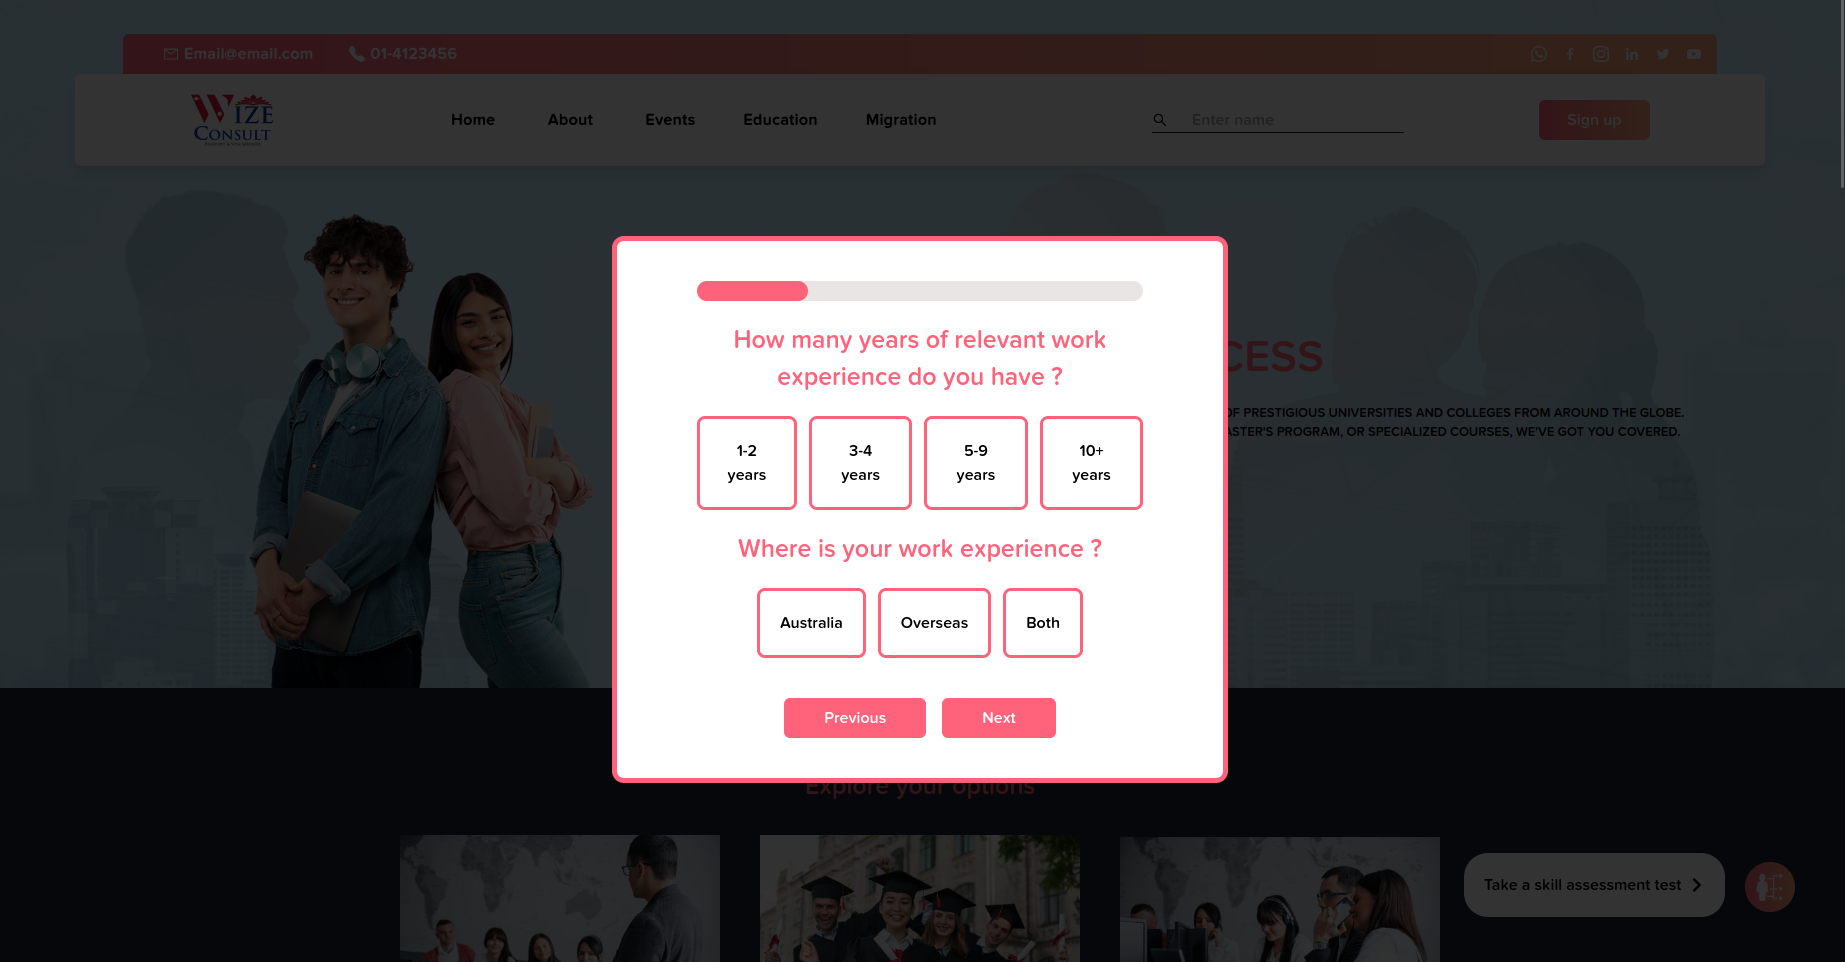 Email@email.com
01-4123456
WIZE
CONSULT
Home
About
Events
Education
Migration
Enter name
Sign up
CESS
OF PRESTIGIOUS UNIVERSITIES AND COLLEGES FROM AROUND THE GLOBE.
ASTER'S PROGRAM, OR SPECIALIZED COURSES, WE'VE GOT YOU COVERED.
How many years of relevant work
experience do you have ?
1-2
years
3-4
years
5-9
years
10+
years
Where is your work experience ?
Australia
Overseas
Both
Previous
Next
Explore your options
Take a skill assessment test